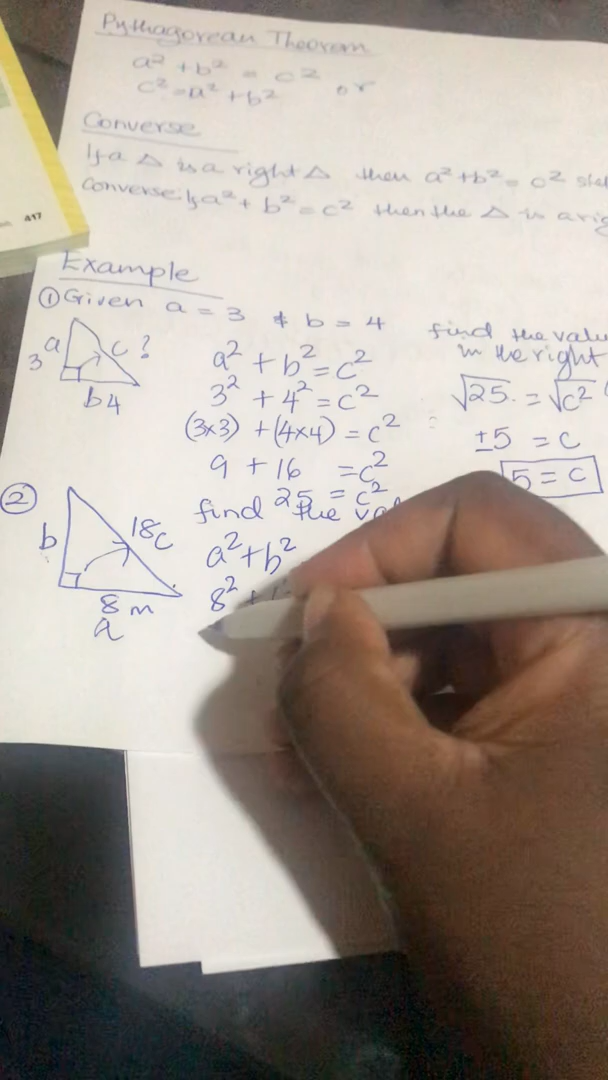 417
Pythagorean Theorem
a² + b² = c² or
c² = a² + b²
Converse
If a △ is a right △ then a² + b² = c²
Converse: If a² + b² = c² then the △ is a
Example
① Given a = 3 & b = 4 find the
in the right
3 a c ?
b 4
a² + b² = c²
3² + 4² = c²
(3x3) + (4x4) = c²
9 + 16 = c²
25 = c²
√25 = √c²
±5 = c
5 = c
② find the
b 18 c
8 m
a
a² + b²
8² +